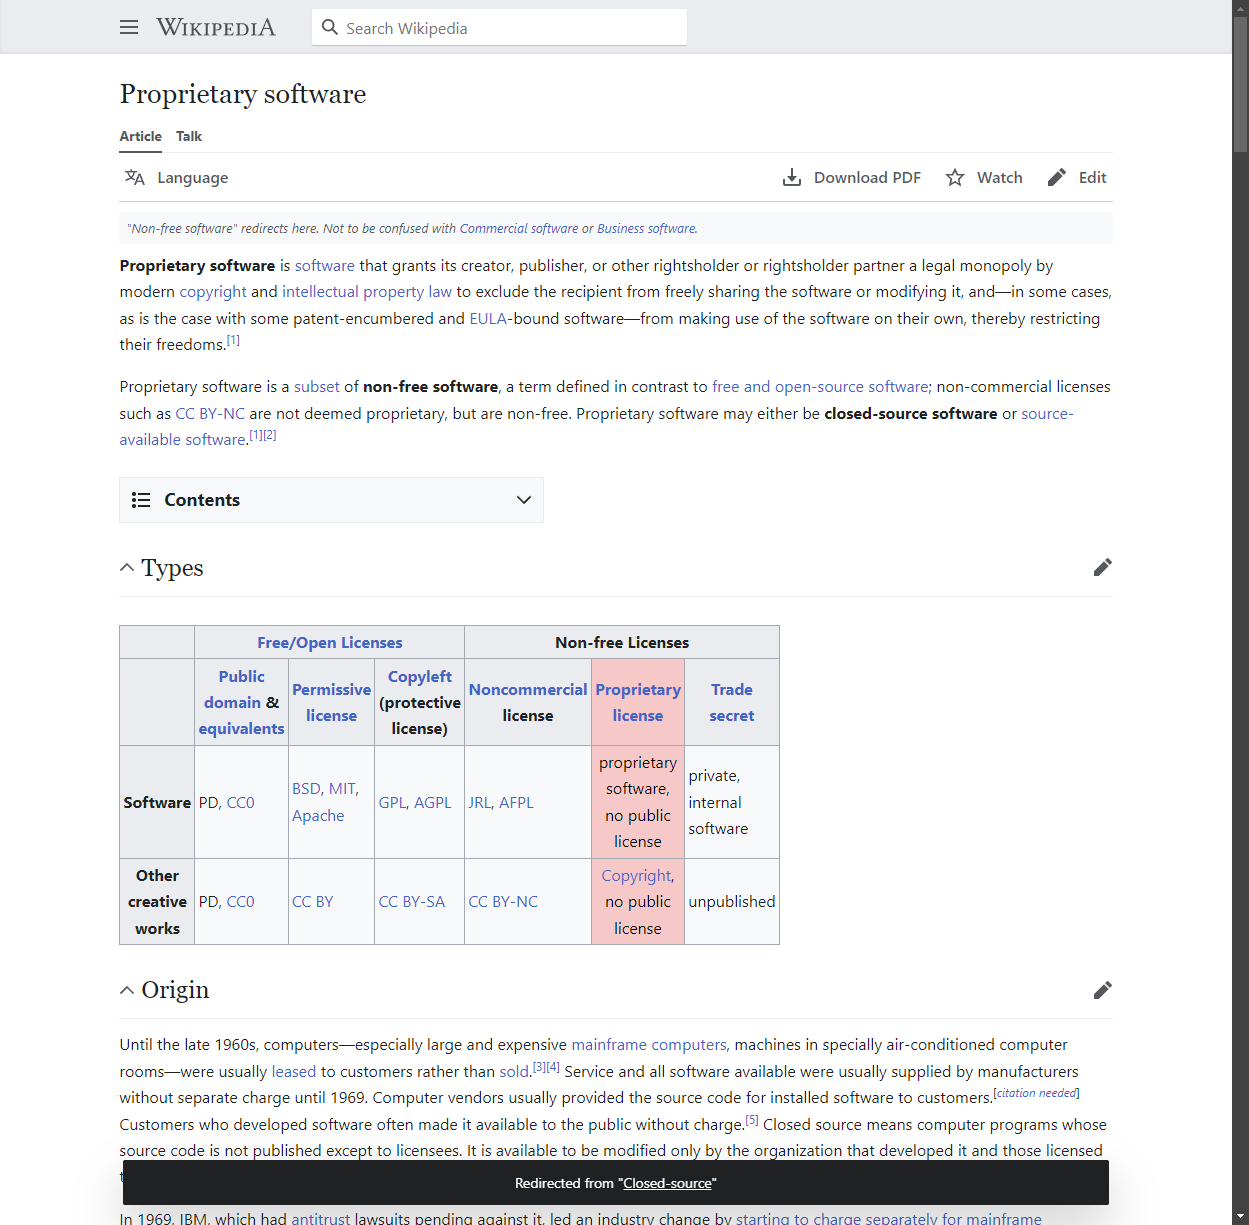 WIKIPEDIA
Search Wikipedia
Proprietary software
Article Talk
Language Download PDF Watch Edit
"Non-free software" redirects here. Not to be confused with Commercial software or Business software.
Proprietary software is software that grants its creator, publisher, or other rightsholder or rightsholder partner a legal monopoly by
modern copyright and intellectual property law to exclude the recipient from freely sharing the software or modifying it, and—in some cases,
as is the case with some patent-encumbered and EULA-bound software—from making use of the software on their own, thereby restricting
their freedoms.[1]
Proprietary software is a subset of non-free software, a term defined in contrast to free and open-source software; non-commercial licenses
such as CC BY-NC are not deemed proprietary, but are non-free. Proprietary software may either be closed-source software or source-
available software.[1][2]
Contents
Types
Free/Open Licenses Non-free Licenses
Public
domain &
equivalents
Permissive
license
Copyleft
(protective
license)
Noncommercial
license
Proprietary
license
Trade
secret
Software
PD, CC0
BSD, MIT,
Apache
GPL, AGPL
JRL, AFPL
proprietary
software,
no public
license
private,
internal
software
Other
creative
works
PD, CC0
CC BY
CC BY-SA
CC BY-NC
Copyright,
no public
license
unpublished
Origin
Until the late 1960s, computers—especially large and expensive mainframe computers, machines in specially air-conditioned computer
rooms—were usually leased to customers rather than sold.[3][4] Service and all software available were usually supplied by manufacturers
without separate charge until 1969. Computer vendors usually provided the source code for installed software to customers.[citation needed]
Customers who developed software often made it available to the public without charge.[5] Closed source means computer programs whose
source code is not published except to licensees. It is available to be modified only by the organization that developed it and those licensed
Redirected from "Closed-source"
In 1969, IBM, which had antitrust lawsuits pending against it, led an industry change by starting to charge separately for mainframe